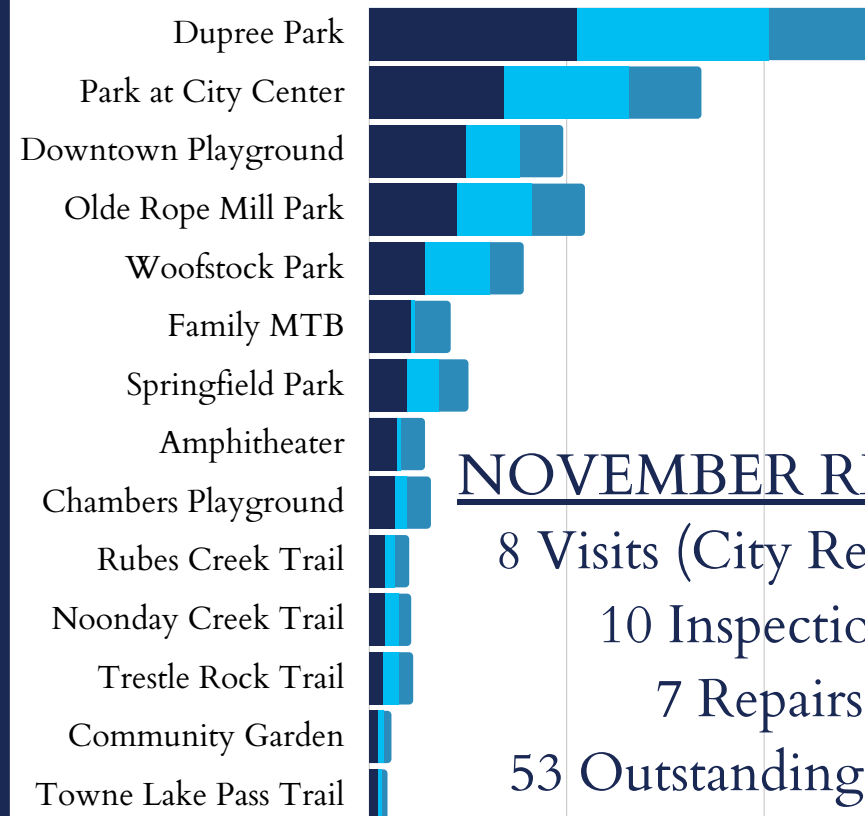 Dupree Park
Park at City Center
Downtown Playground
Olde Rope Mill Park
Woofstock Park
Family MTB
Springfield Park
Amphitheater
Chambers Playground
Rubes Creek Trail
Noonday Creek Trail
Trestle Rock Trail
Community Garden
Towne Lake Pass Trail
NOVEMBER
8 Visits (City
10
7 Repairs
53 Outstanding